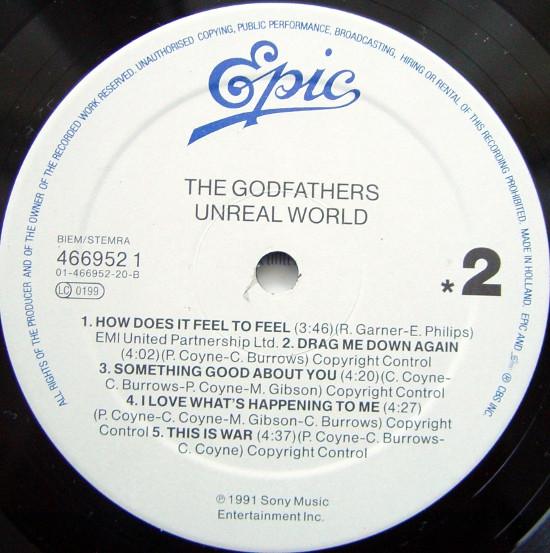 ALL RIGHTS OF THE PRODUCER AND OF THE OWNER OF THE RECORDED WORK RESERVED. UNAUTHORISED COPYING, PUBLIC PERFORMANCE, BROADCASTING, HIRING OR RENTAL OF THIS RECORDING PROHIBITED. MADE IN HOLLAND. EPIC AND ℗ CBS INC
Epic
THE GODFATHERS
UNREAL WORLD
BIEM/STEMRA
466952 1
01-466952-20-B
LC 0199
*2
1. HOW DOES IT FEEL TO FEEL (3:46)(R. Garner-E. Philips)
EMI United Partnership Ltd. 2. DRAG ME DOWN AGAIN
(4:02)(P. Coyne-C. Burrows) Copyright Control
3. SOMETHING GOOD ABOUT YOU (4:20)(C. Coyne-
C. Burrows-P. Coyne-M. Gibson) Copyright Control
4. I LOVE WHAT'S HAPPENING TO ME (4:27)
(P. Coyne-C. Coyne-M. Gibson-C. Burrows) Copyright
Control 5. THIS IS WAR (4:37)(P. Coyne-C. Burrows-
C. Coyne) Copyright Control
℗ 1991 Sony Music
Entertainment Inc.